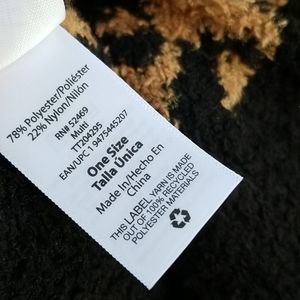 78% Polyester/Poliéster
22% Nylon/Nilón
RN# 52469
Multi
TT204295
EAN/UPC 1 9475445207
One Size
Talla Única
Made In/Hecho En
China
THIS LABEL YARN IS MADE
OUT OF 100% RECYCLED
POLYESTER MATERIALS